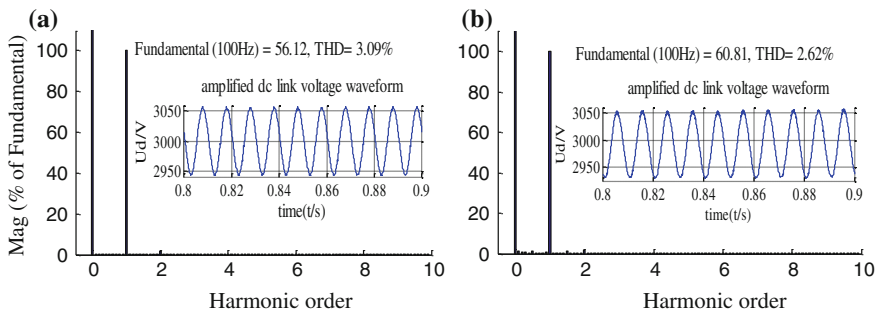 (a)
Fundamental (100Hz) = 56.12, THD= 3.09%
amplified dc link voltage waveform
Mag (% of Fundamental)
100
80
60
40
20
0
Ud/V
3050
3000
2950
0.8 0.82 0.84 0.86 0.88 0.9
time(t/s)
0 2 4 6 8 10
Harmonic order
(b)
Fundamental (100Hz) = 60.81, THD= 2.62%
amplified dc link voltage waveform
100
80
60
40
20
0
Ud/V
3050
3000
2950
0.8 0.82 0.84 0.86 0.88 0.9
time(t/s)
0 2 4 6 8 10
Harmonic order